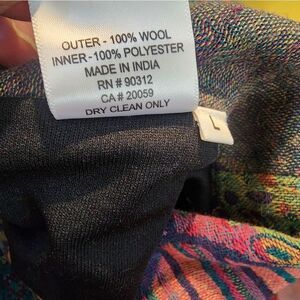 OUTER - 100% WOOL
INNER - 100% POLYESTER
MADE IN INDIA
RN # 90312
CA # 20059
DRY CLEAN ONLY
L